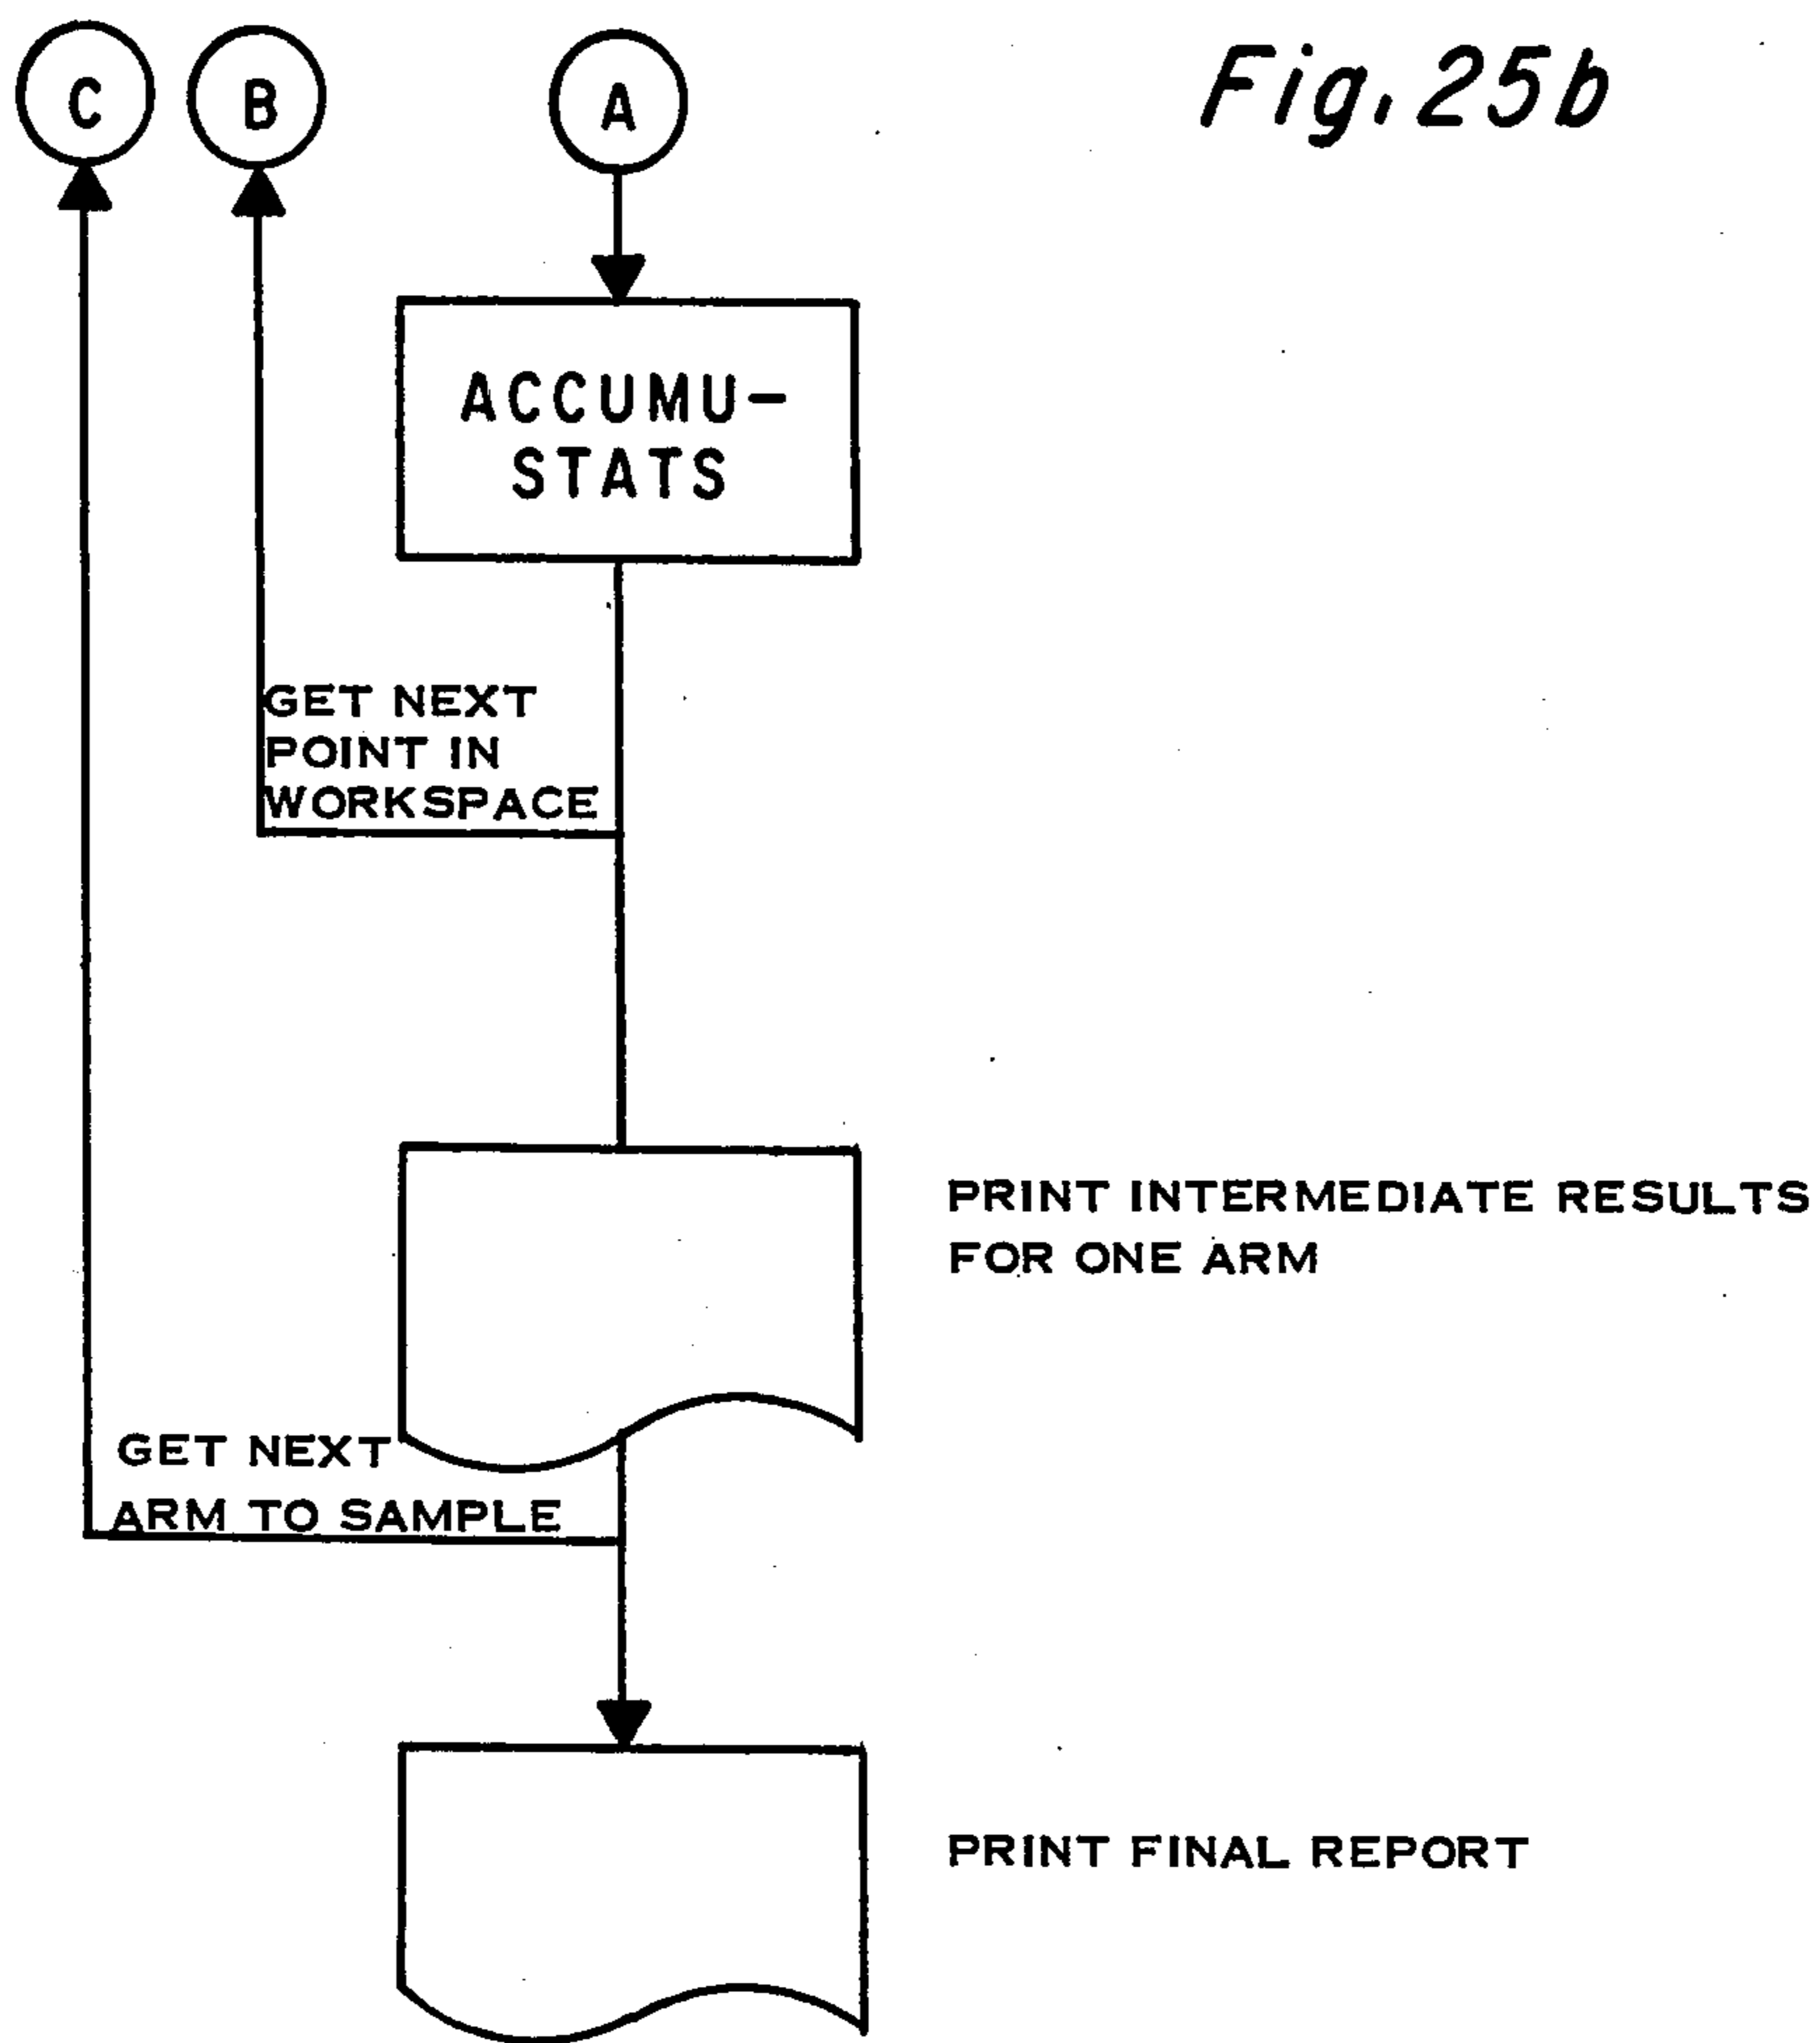 C
B
A
Fig. 25b
ACCUMU-
STATS
GET NEXT
POINT IN
WORKSPACE
PRINT INTERMEDIATE RESULTS
FOR ONE ARM
GET NEXT
ARM TO SAMPLE
PRINT FINAL REPORT